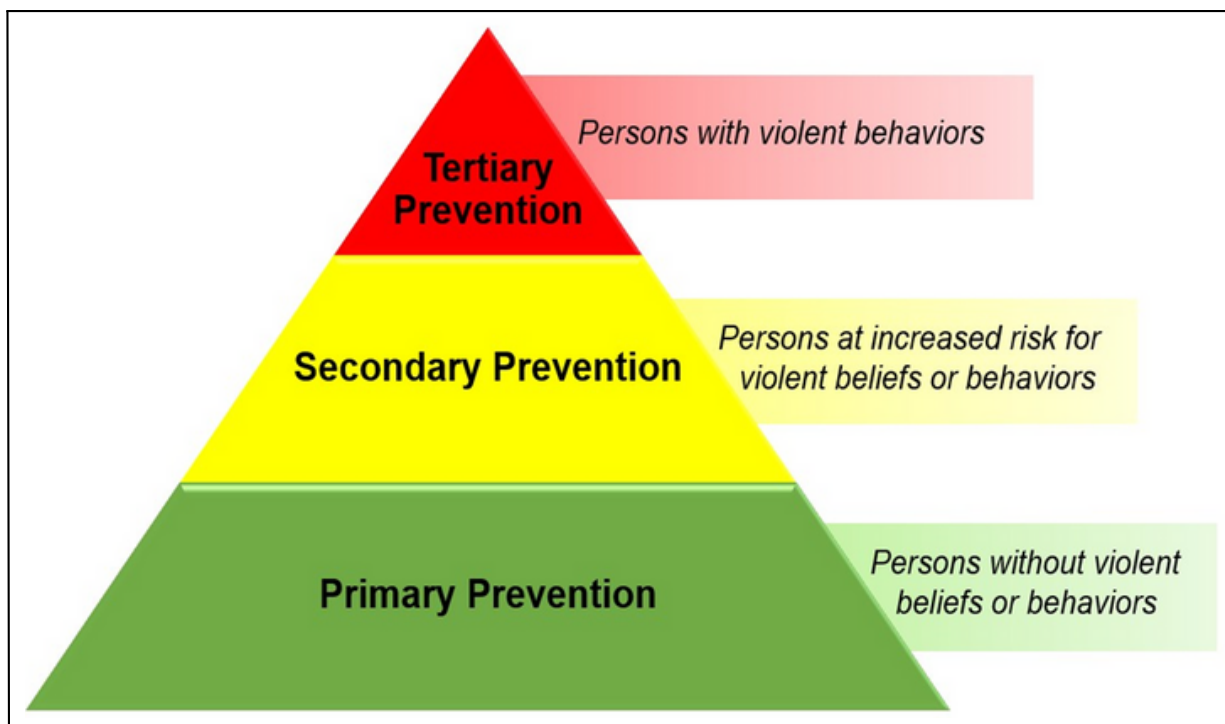 Tertiary
Prevention
Persons with violent behaviors
Secondary Prevention
Persons at increased risk for
violent beliefs or behaviors
Primary Prevention
Persons without violent
beliefs or behaviors